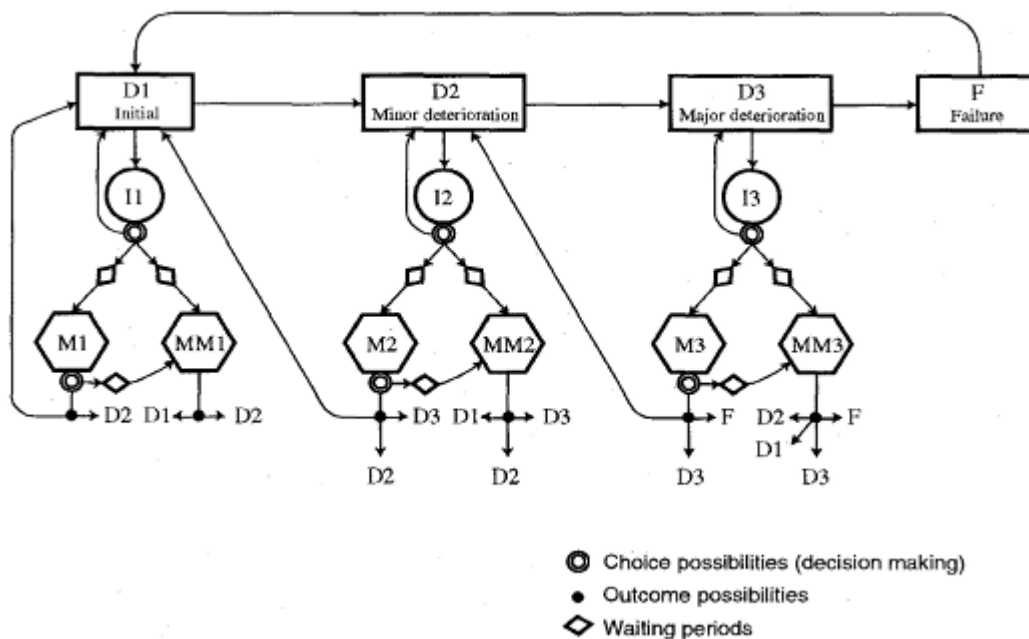 D1
Initial
D2
Minor deterioration
D3
Major deterioration
F
Failure
I1
I2
I3
M1
MM1
M2
MM2
M3
MM3
D2
D1
D2
D3
D1
D3
F
D2
F
D1
D2
D2
D3
D3
Choice possibilities (decision making)
Outcome possibilities
Waiting periods